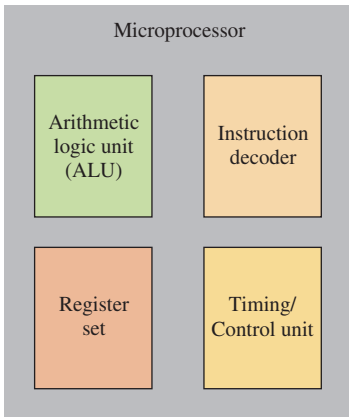 Microprocessor
Arithmetic
logic unit
(ALU)
Instruction
decoder
Register
set
Timing/
Control unit